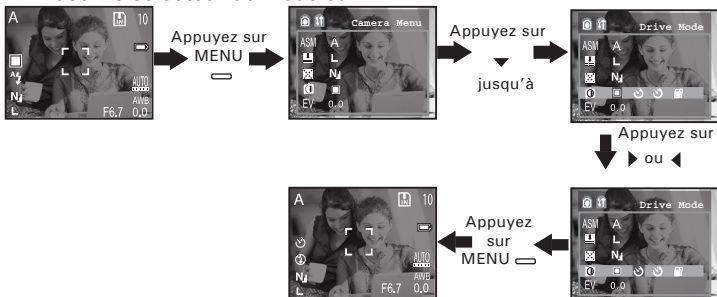 A IN 10
AUTO
AWB
F6.7 0.0
N
L
Appuyez sur
MENU
Camera Menu
ASM A
L
N
EV 0.0
Appuyez sur
jusqu'à
Drive Mode
ASM A
L
N
EV 0.0
Appuyez sur
ou
Drive Mode
ASM A
L
N
EV 0.0
Appuyez
sur
MENU
A IN 10
AUTO
AWB
F6.7 0.0
N
L